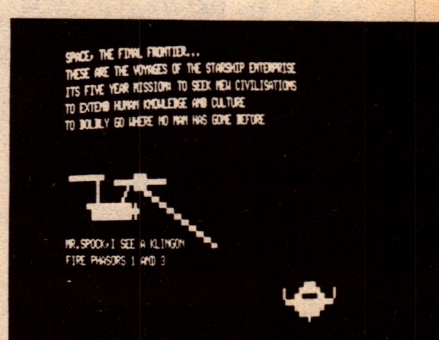 SPACE, THE FINAL FRONTIER...
THESE ARE THE VOYAGES OF THE STARSHIP ENTERPRISE
ITS FIVE YEAR MISSION: TO SEEK NEW CIVILISATIONS
TO EXTEND HUMAN KNOWLEDGE AND CULTURE
TO BOLDLY GO WHERE NO MAN HAS GONE BEFORE
MR.SPOCK,I SEE A KLINGON
FIRE PHASORS 1 AND 3